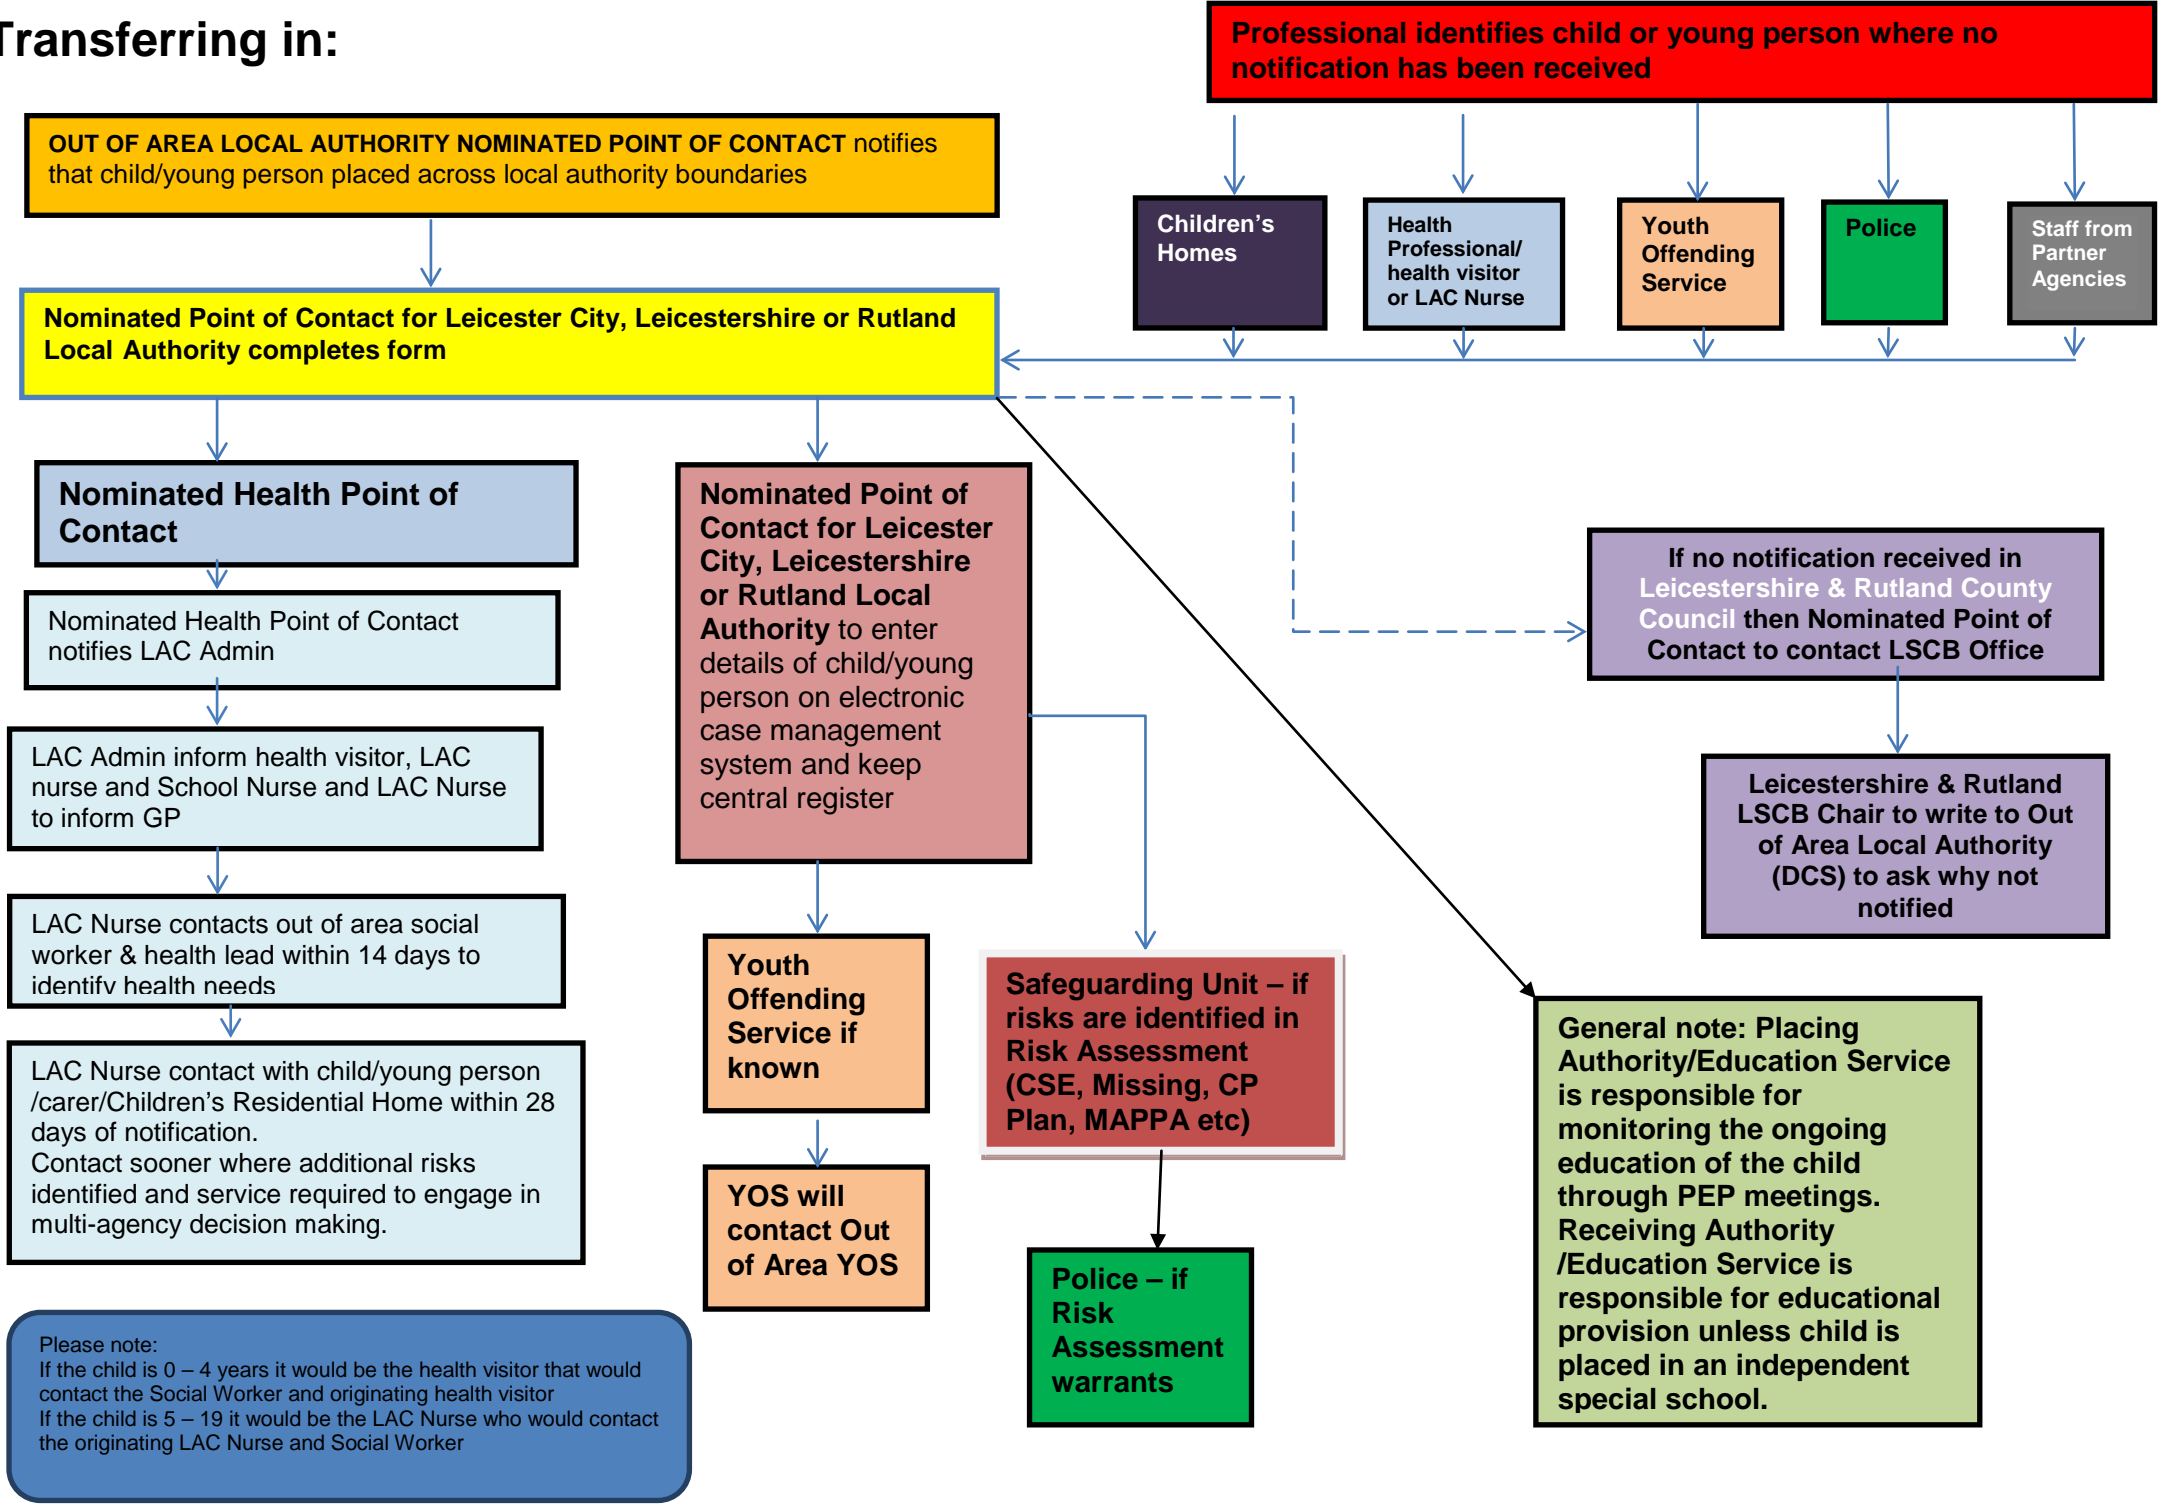 Transferring in:
Professional identifies child or young person where no
notification has been received
OUT OF AREA LOCAL AUTHORITY NOMINATED POINT OF CONTACT notifies
that child/young person placed across local authority boundaries
Children's
Homes
Health
Professional/
health visitor
or LAC Nurse
Youth
Offending
Service
Police
Staff from
Partner
Agencies
Nominated Point of Contact for Leicester City, Leicestershire or Rutland
Local Authority completes form
Nominated Health Point of
Contact
Nominated Health Point of Contact
notifies LAC Admin
LAC Admin inform health visitor, LAC
nurse and School Nurse and LAC Nurse
to inform GP
LAC Nurse contacts out of area social
worker & health lead within 14 days to
identify health needs
LAC Nurse contact with child/young person
/carer/Children's Residential Home within 28
days of notification.
Contact sooner where additional risks
identified and service required to engage in
multi-agency decision making.
Nominated Point of
Contact for Leicester
City, Leicestershire
or Rutland Local
Authority to enter
details of child/young
person on electronic
case management
system and keep
central register
Youth
Offending
Service if
known
YOS will
contact Out
of Area YOS
Safeguarding Unit – if
risks are identified in
Risk Assessment
(CSE, Missing, CP
Plan, MAPPA etc)
Police – if
Risk
Assessment
warrants
If no notification received in
Leicestershire & Rutland County
Council then Nominated Point of
Contact to contact LSCB Office
Leicestershire & Rutland
LSCB Chair to write to Out
of Area Local Authority
(DCS) to ask why not
notified
General note: Placing
Authority/Education Service
is responsible for
monitoring the ongoing
education of the child
through PEP meetings.
Receiving Authority
/Education Service is
responsible for educational
provision unless child is
placed in an independent
special school.
Please note:
If the child is 0 – 4 years it would be the health visitor that would
contact the Social Worker and originating health visitor
If the child is 5 – 19 it would be the LAC Nurse who would contact
the originating LAC Nurse and Social Worker